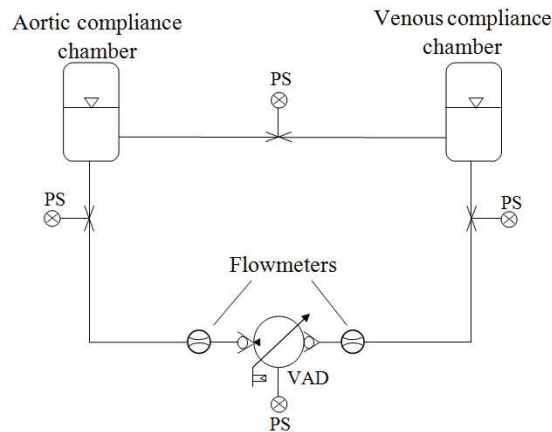 Aortic compliance
chamber
Venous compliance
chamber
PS
PS
PS
Flowmeters
VAD
PS